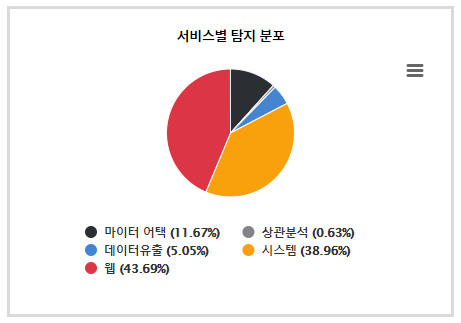 서비스별 탐지 분포
마이터 어택 (11.67%) 상관분석 (0.63%)
데이터유출 (5.05%) 시스템 (38.96%)
웹 (43.69%)